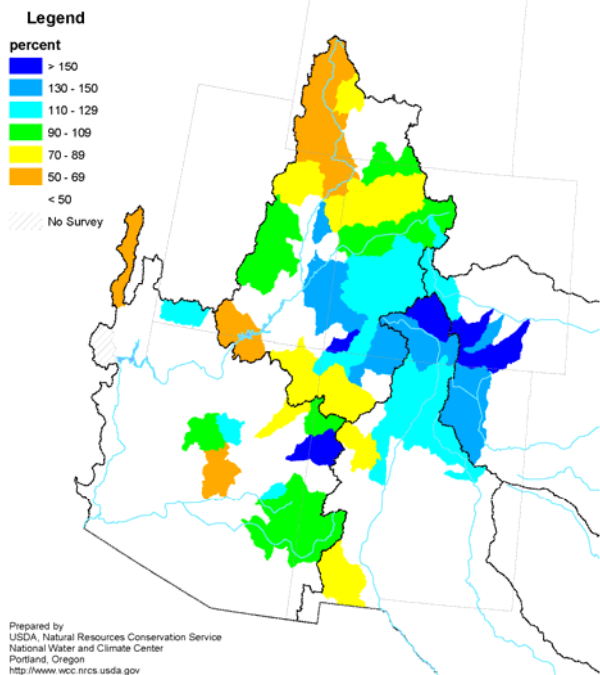 Legend
percent
> 150
130 - 150
110 - 129
90 - 109
70 - 89
50 - 69
< 50
No Survey
Prepared by
USDA, Natural Resources Conservation Service
National Water and Climate Center
Portland, Oregon
http://www.wcc.nrcs.usda.gov